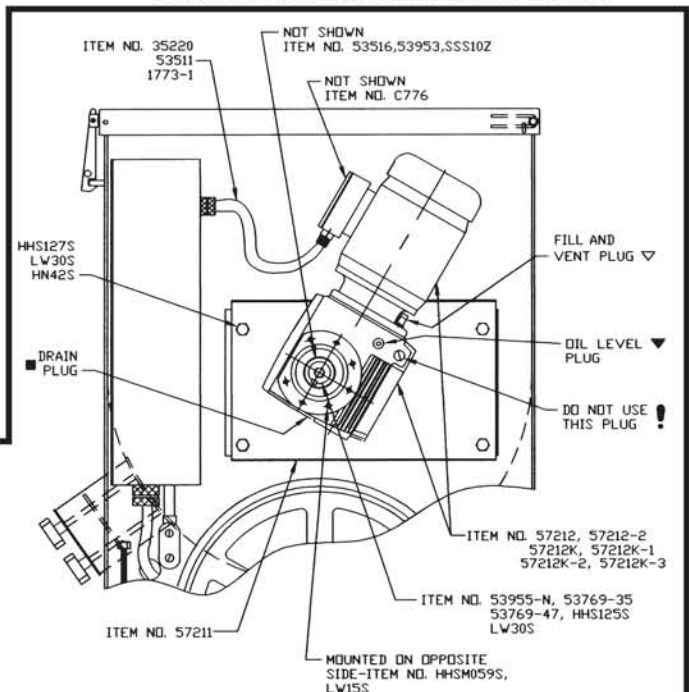 ITEM NO. 35220
53511
1773-1
NOT SHOWN
ITEM NO. 53516,53953,SSS10Z
NOT SHOWN
ITEM NO. C776
HHS127S
LW30S
HN42S
FILL AND
VENT PLUG ▽
■ DRAIN
PLUG
OIL LEVEL ▼
PLUG
DO NOT USE !
THIS PLUG
ITEM NO. 57212, 57212-2
57212K, 57212K-1
57212K-2, 57212K-3
ITEM NO. 53955-N, 53769-35
53769-47, HHS125S
LW30S
ITEM NO. 57211
MOUNTED ON OPPOSITE
SIDE-ITEM NO. HHSM059S,
LW15S